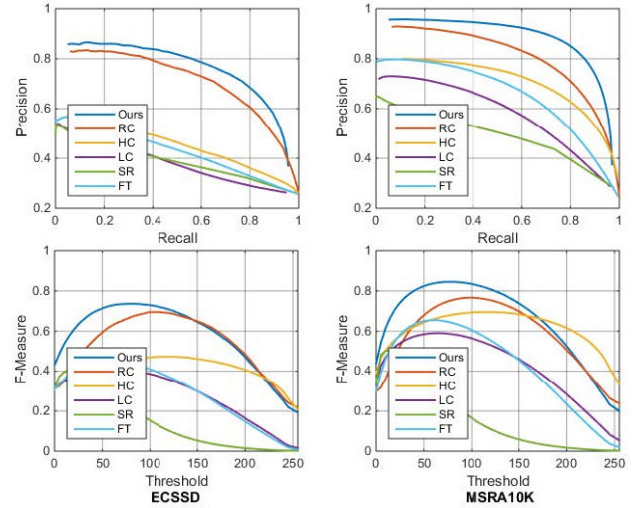 1
0.8
0.6
0.4
0.2
Precision
Ours
RC
HC
LC
SR
FT
0 0.2 0.4 0.6 0.8 1
Recall
1
0.8
0.6
0.4
0.2
Precision
Ours
RC
HC
LC
SR
FT
0 0.2 0.4 0.6 0.8 1
Recall
1
0.8
0.6
0.4
0.2
0
F-Measure
Ours
RC
HC
LC
SR
FT
0 50 100 150 200 250
Threshold
ECSSD
1
0.8
0.6
0.4
0.2
0
F-Measure
Ours
RC
HC
LC
SR
FT
0 50 100 150 200 250
Threshold
MSRA10K